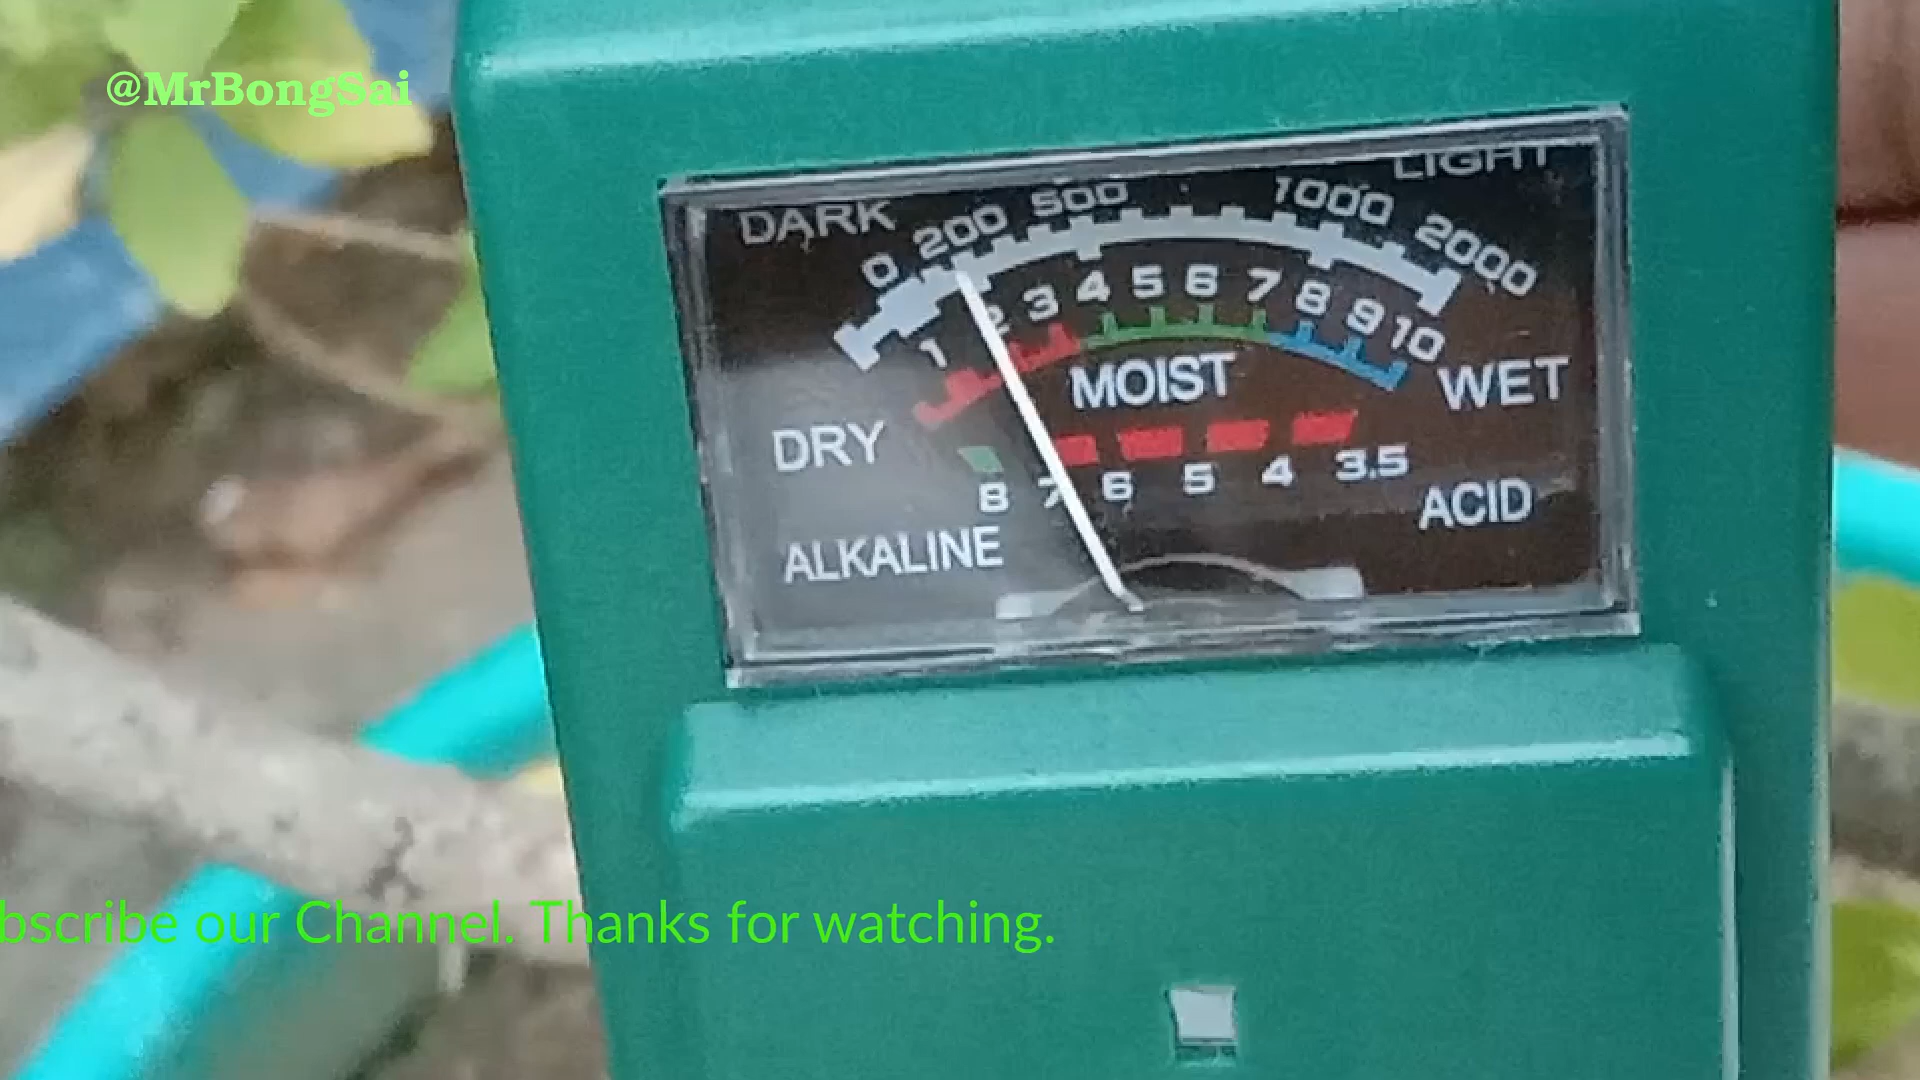 @MrBongSai
DARK LIGHT
0 200 500 1000 2000
1 2 3 4 5 6 7 8 9 10
DRY MOIST WET
8 7 6 5 4 3.5
ALKALINE ACID
bscribe our Channel. Thanks for watching.